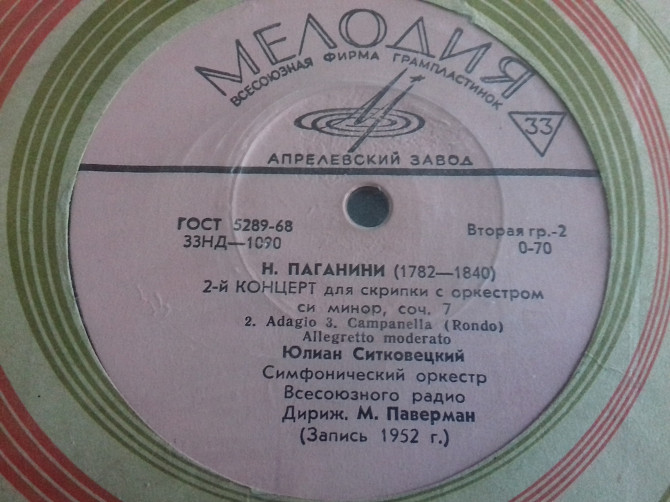 МЕЛОДИЯ
ВСЕСОЮЗНАЯ ФИРМА ГРАМПЛАСТИНОК
33
АПРЕЛЕВСКИЙ ЗАВОД
ГОСТ 5289-68
Вторая гр.-2
33НД—1090
0-70
Н. ПАГАНИНИ (1782—1840)
2-й КОНЦЕРТ для скрипки с оркестром
си минор, соч. 7
2. Adagio 3. Campanella (Rondo)
Allegretto moderato
Юлиан Ситковецкий
Симфонический оркестр
Всесоюзного радио
Дириж. М. Паверман
(Запись 1952 г.)